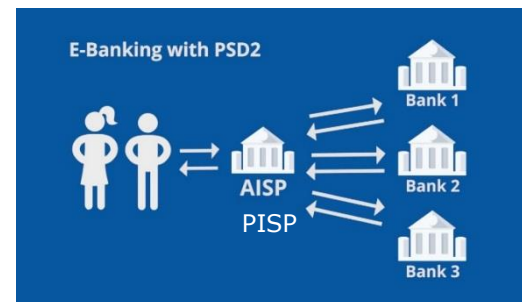 E-Banking with PSD2
Bank 1
AISP
Bank 2
PISP
Bank 3